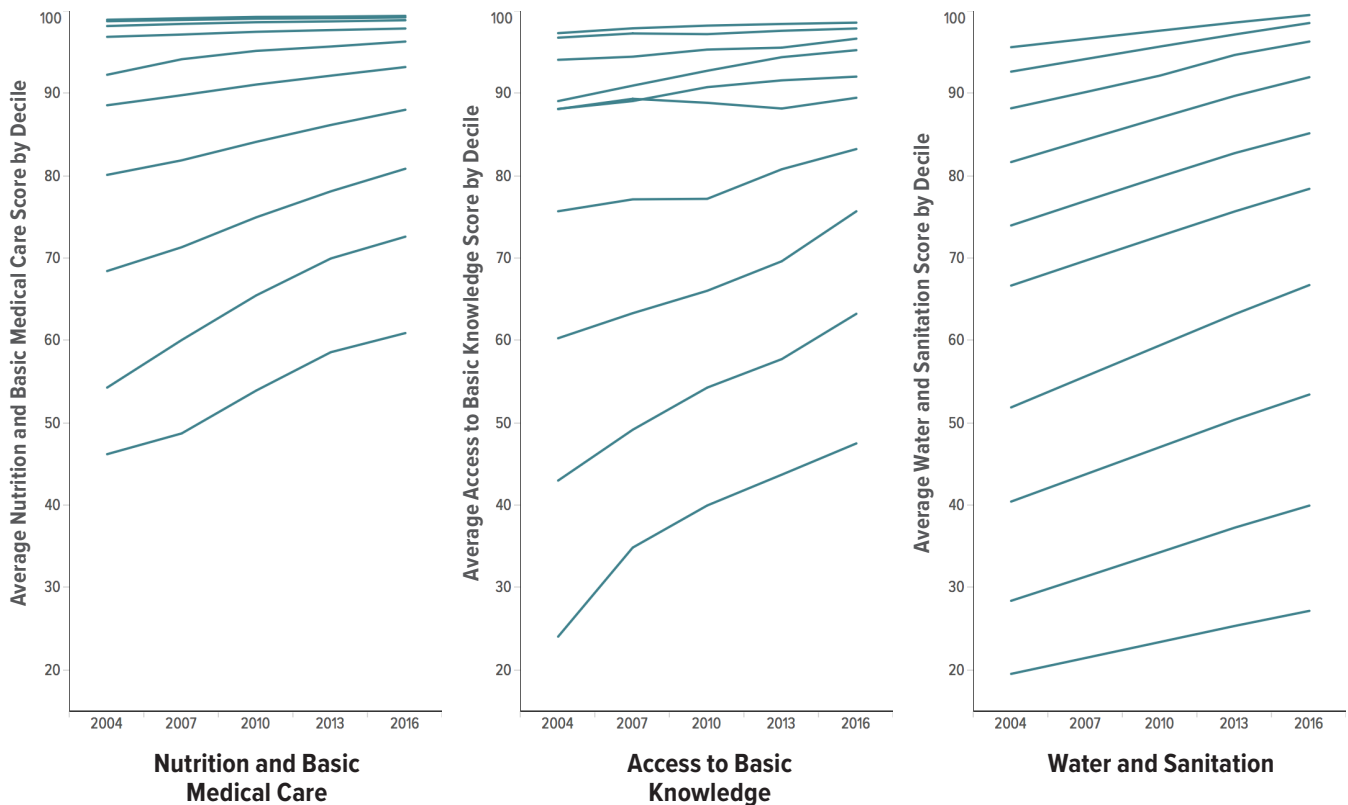 Average Nutrition and Basic Medical Care Score by Decile
100
90
80
70
60
50
40
30
20
2004 2007 2010 2013 2016
Nutrition and Basic
Medical Care
Average Access to Basic Knowledge Score by Decile
100
90
80
70
60
50
40
30
20
2004 2007 2010 2013 2016
Access to Basic
Knowledge
Average Water and Sanitation Score by Decile
100
90
80
70
60
50
40
30
20
2004 2007 2010 2013 2016
Water and Sanitation